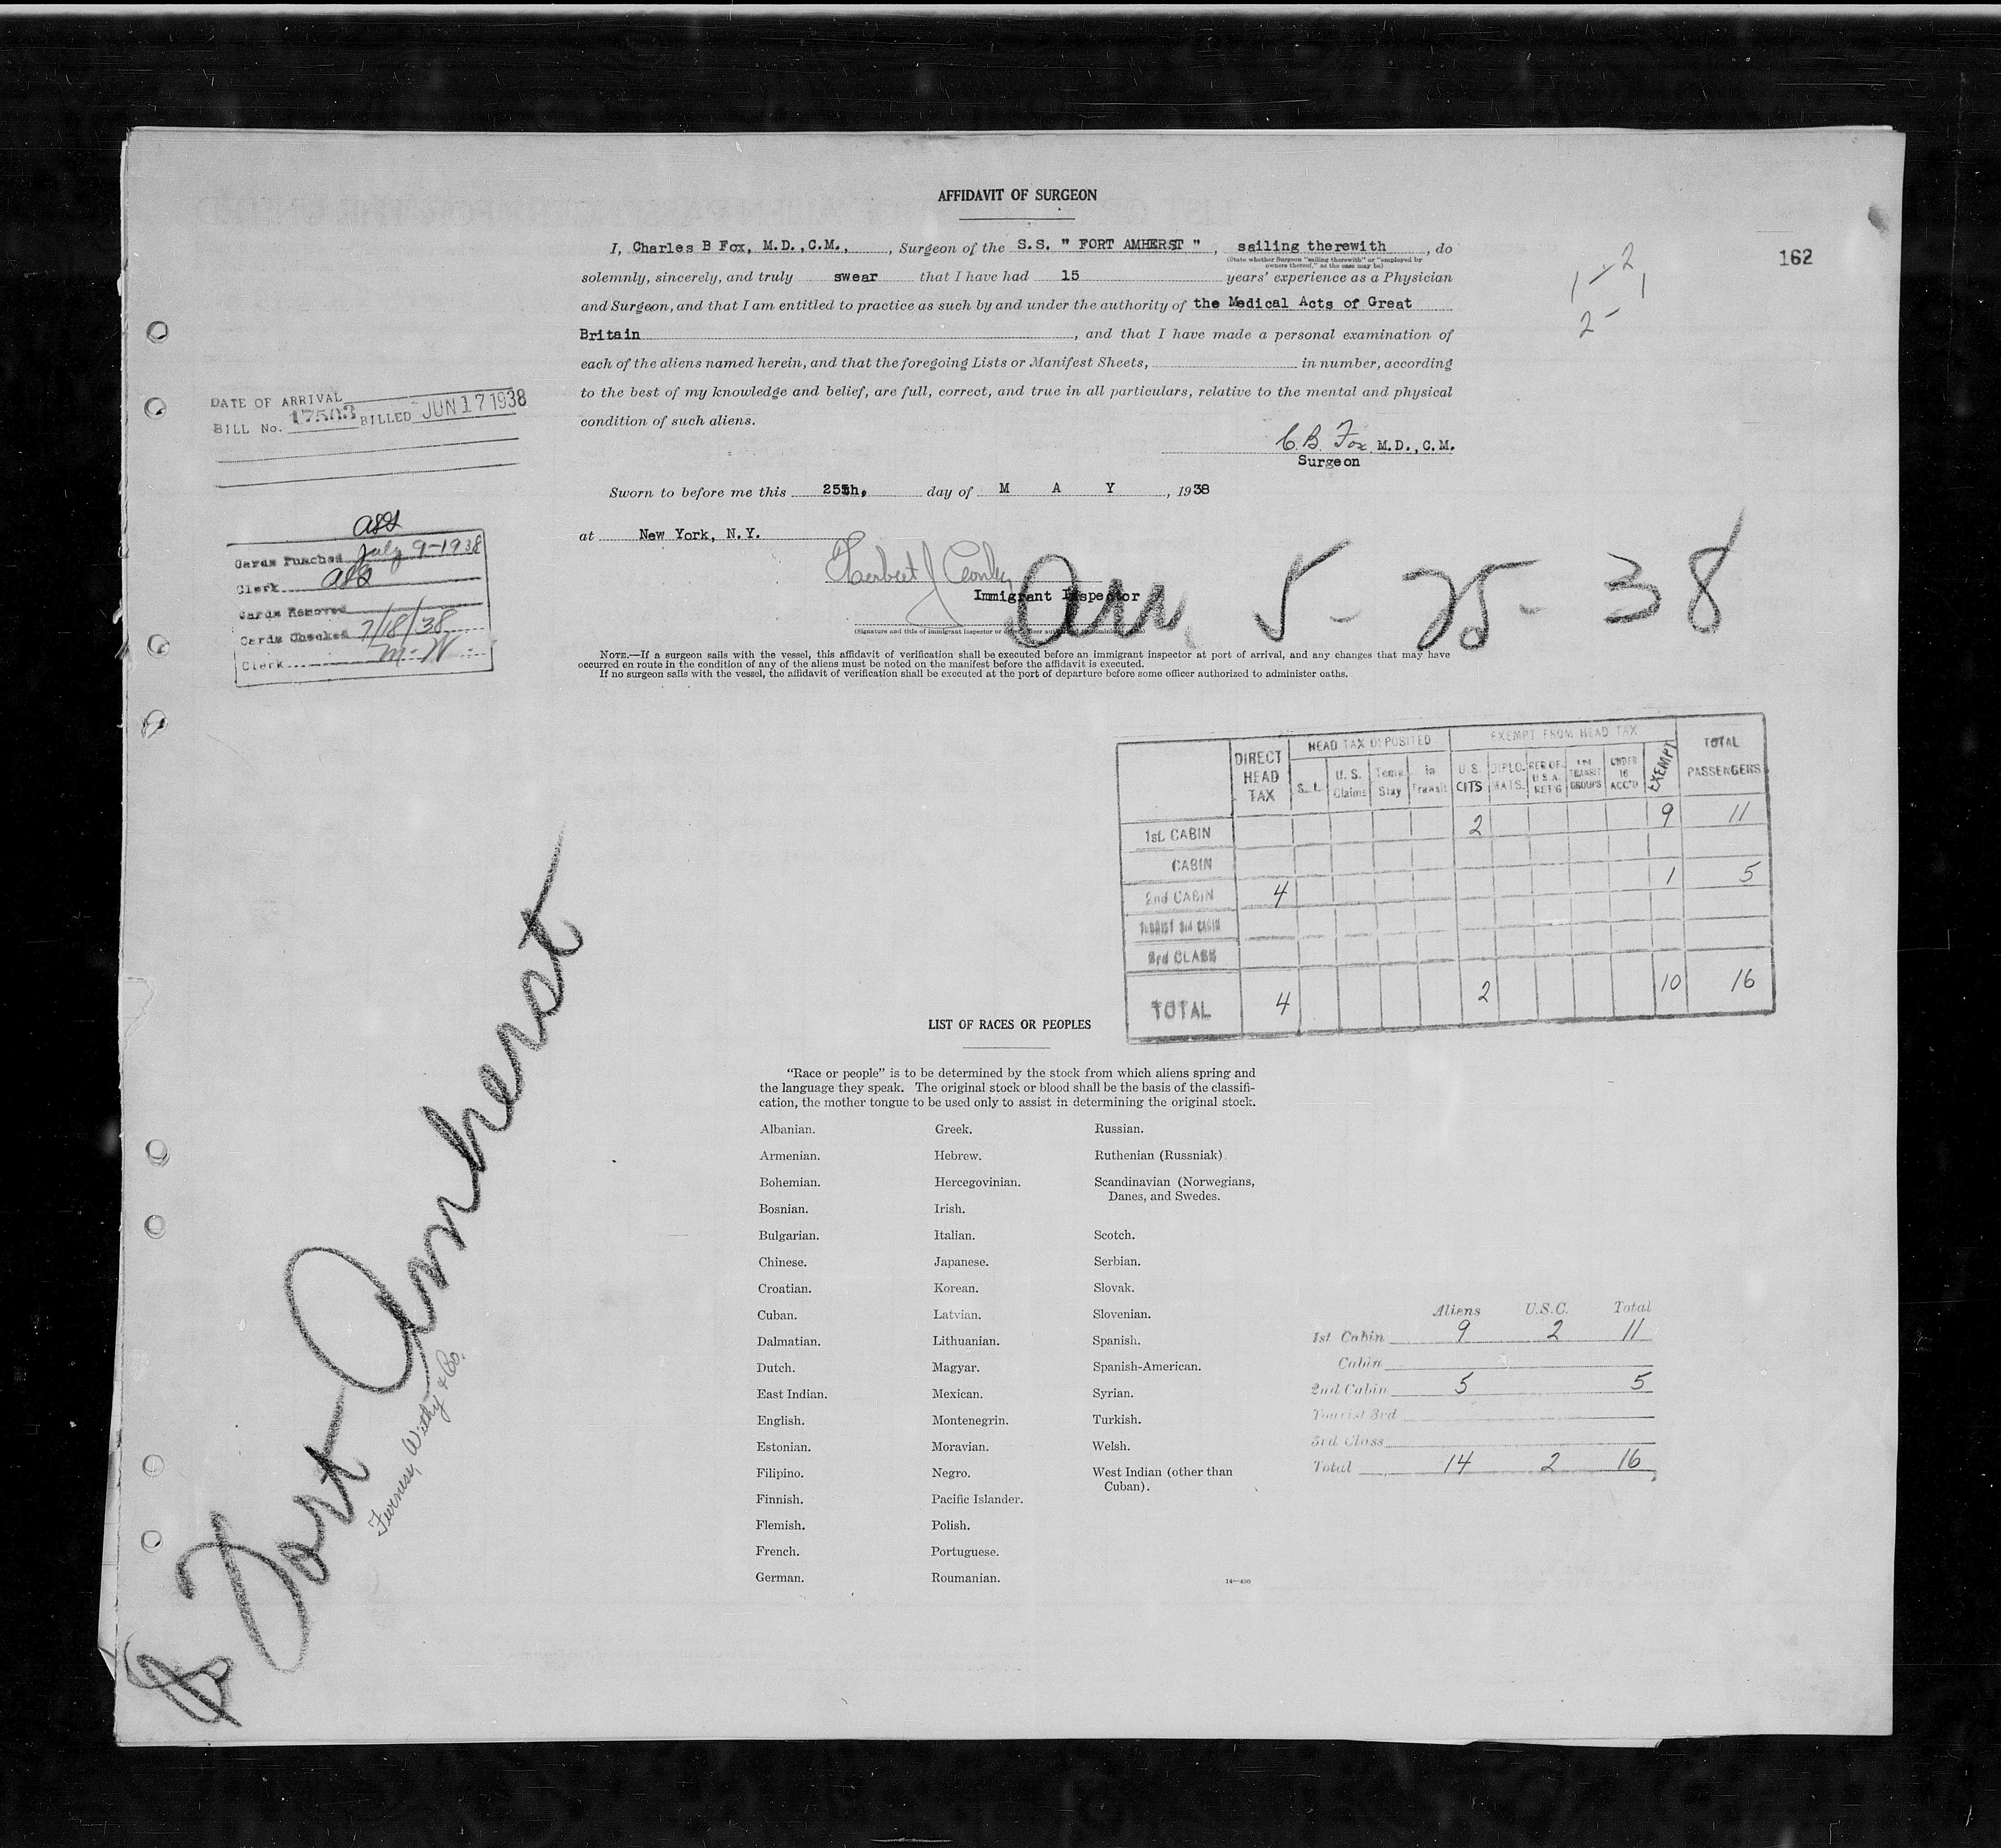 AFFIDAVIT OF SURGEON
162
I, Charles B Fox, M.D.,C.M., , Surgeon of the S.S. " FORT AMHERST " , sailing therewith , do
(State whether Surgeon "sailing therewith" or "employed by
owners thereof," as the case may be)
solemnly, sincerely, and truly swear that I have had 15 years' experience as a Physician
and Surgeon, and that I am entitled to practice as such by and under the authority of the Medical Acts of Great
Britain , and that I have made a personal examination of
each of the aliens named herein, and that the foregoing Lists or Manifest Sheets, in number, according
to the best of my knowledge and belief, are full, correct, and true in all particulars, relative to the mental and physical
condition of such aliens.
1 - 2
1
2 -
C.B. Fox M.D.,C.M.
Surgeon
DATE OF ARRIVAL
BILL No. 17503 BILLED JUN 17 1938
Sworn to before me this 25th, day of M A Y , 1938
at New York, N.Y.
Immigrant Inspector
Arr. 5 - 25 - 38
Cards Punched July 9-1938
Clerk
Cards Removed
Cards Checked 7/18/38
Clerk M-W
NOTE.—If a surgeon sails with the vessel, this affidavit of verification shall be executed before an immigrant inspector at port of arrival, and any changes that may have
occurred en route in the condition of any of the aliens must be noted on the manifest before the affidavit is executed.
If no surgeon sails with the vessel, the affidavit of verification shall be executed at the port of departure before some officer authorized to administer oaths.
DIRECT HEAD TAX HEAD TAX DEPOSITED EXEMPT FROM HEAD TAX TOTAL PASSENGERS
S.I. U.S. Claims Temp. Stay In Transit U.S. CITS DIPLOMATS. RES OF U.S.A. RET'G TRANSIT GROUPS UNDER 16 ACC'D EXEMPT
1st CABIN 2 9 11
CABIN
2nd CABIN 4 1 5
TOURIST 3rd CABIN
3rd CLASS
TOTAL 4 2 10 16
Fort Amherst
Furness, Withy & Co.
LIST OF RACES OR PEOPLES
"Race or people" is to be determined by the stock from which aliens spring and
the language they speak. The original stock or blood shall be the basis of the classifi-
cation, the mother tongue to be used only to assist in determining the original stock.
Albanian.
Armenian.
Bohemian.
Bosnian.
Bulgarian.
Chinese.
Croatian.
Cuban.
Dalmatian.
Dutch.
East Indian.
English.
Estonian.
Filipino.
Finnish.
Flemish.
French.
German.
Greek.
Hebrew.
Hercegovinian.
Irish.
Italian.
Japanese.
Korean.
Latvian.
Lithuanian.
Magyar.
Mexican.
Montenegrin.
Moravian.
Negro.
Pacific Islander.
Polish.
Portuguese.
Roumanian.
Russian.
Ruthenian (Russniak).
Scandinavian (Norwegians,
Danes, and Swedes.
Scotch.
Serbian.
Slovak.
Slovenian.
Spanish.
Spanish-American.
Syrian.
Turkish.
Welsh.
West Indian (other than
Cuban).
14—430
Aliens U.S.C. Total
1st Cabin 9 2 11
Cabin
2nd Cabin 5 5
Tourist 3rd
3rd Class
Total 14 2 16